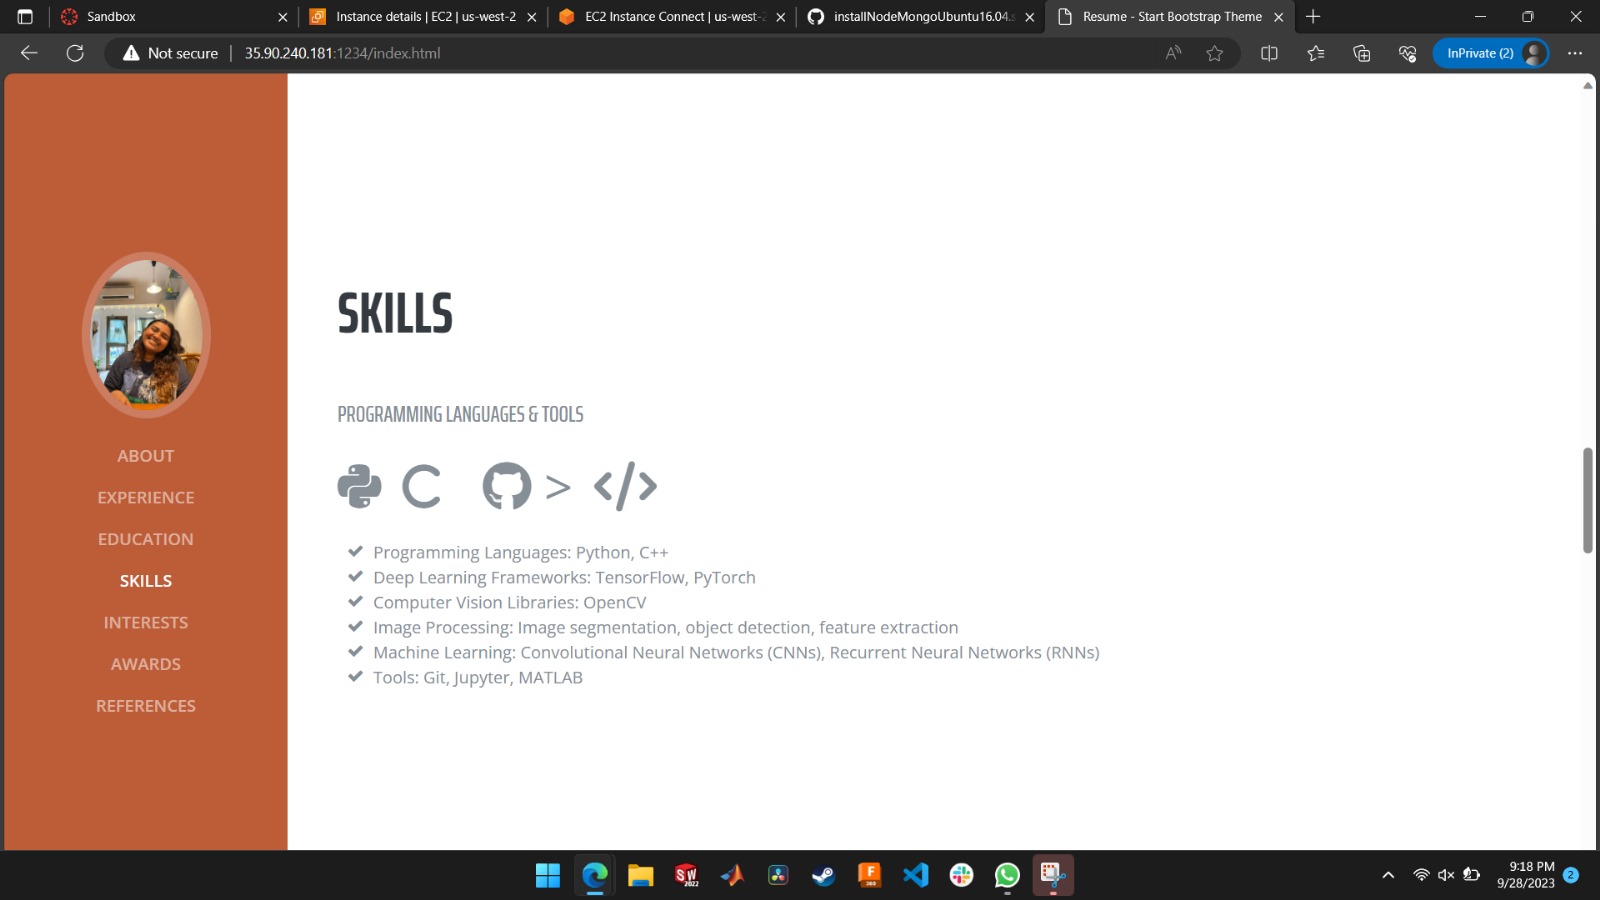 Sandbox
Instance details | EC2 | us-west-2
EC2 Instance Connect | us-west-2
installNodeMongoUbuntu16.04.s
Resume - Start Bootstrap Theme
Not secure
35.90.240.181:1234/index.html
InPrivate (2)
ABOUT
EXPERIENCE
EDUCATION
SKILLS
INTERESTS
AWARDS
REFERENCES
SKILLS
PROGRAMMING LANGUAGES & TOOLS
> </>
Programming Languages: Python, C++
Deep Learning Frameworks: TensorFlow, PyTorch
Computer Vision Libraries: OpenCV
Image Processing: Image segmentation, object detection, feature extraction
Machine Learning: Convolutional Neural Networks (CNNs), Recurrent Neural Networks (RNNs)
Tools: Git, Jupyter, MATLAB
SW
2022
F
360
9:18 PM
9/28/2023
2